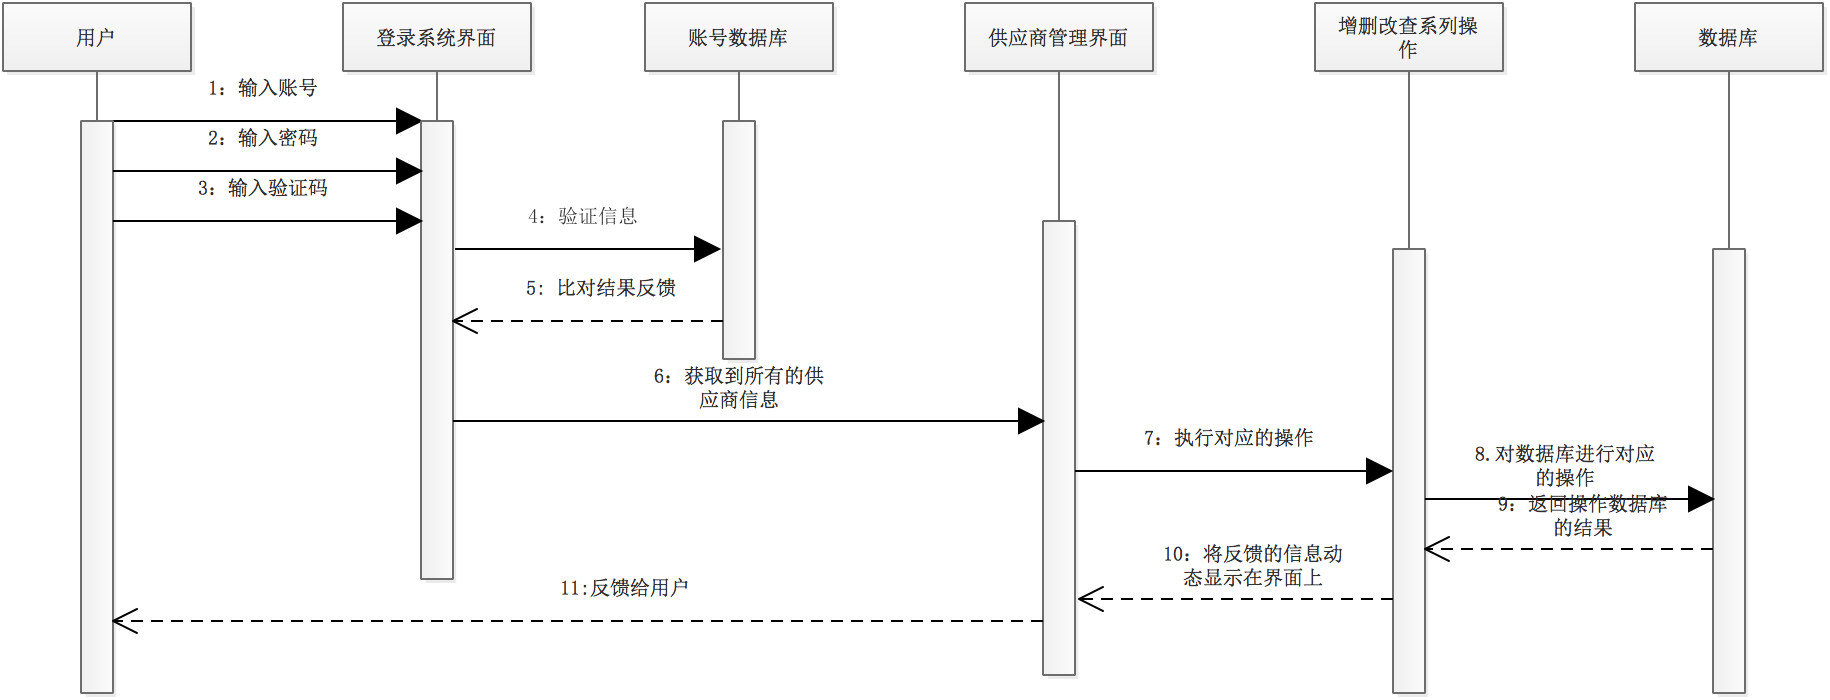 用户
登录系统界面
账号数据库
供应商管理界面
增删改查系列操
作
数据库
1：输入账号
2：输入密码
3：输入验证码
4：验证信息
5：比对结果反馈
6：获取到所有的供
应商信息
7：执行对应的操作
8.对数据库进行对应
的操作
9：返回操作数据库
的结果
10：将反馈的信息动
态显示在界面上
11:反馈给用户